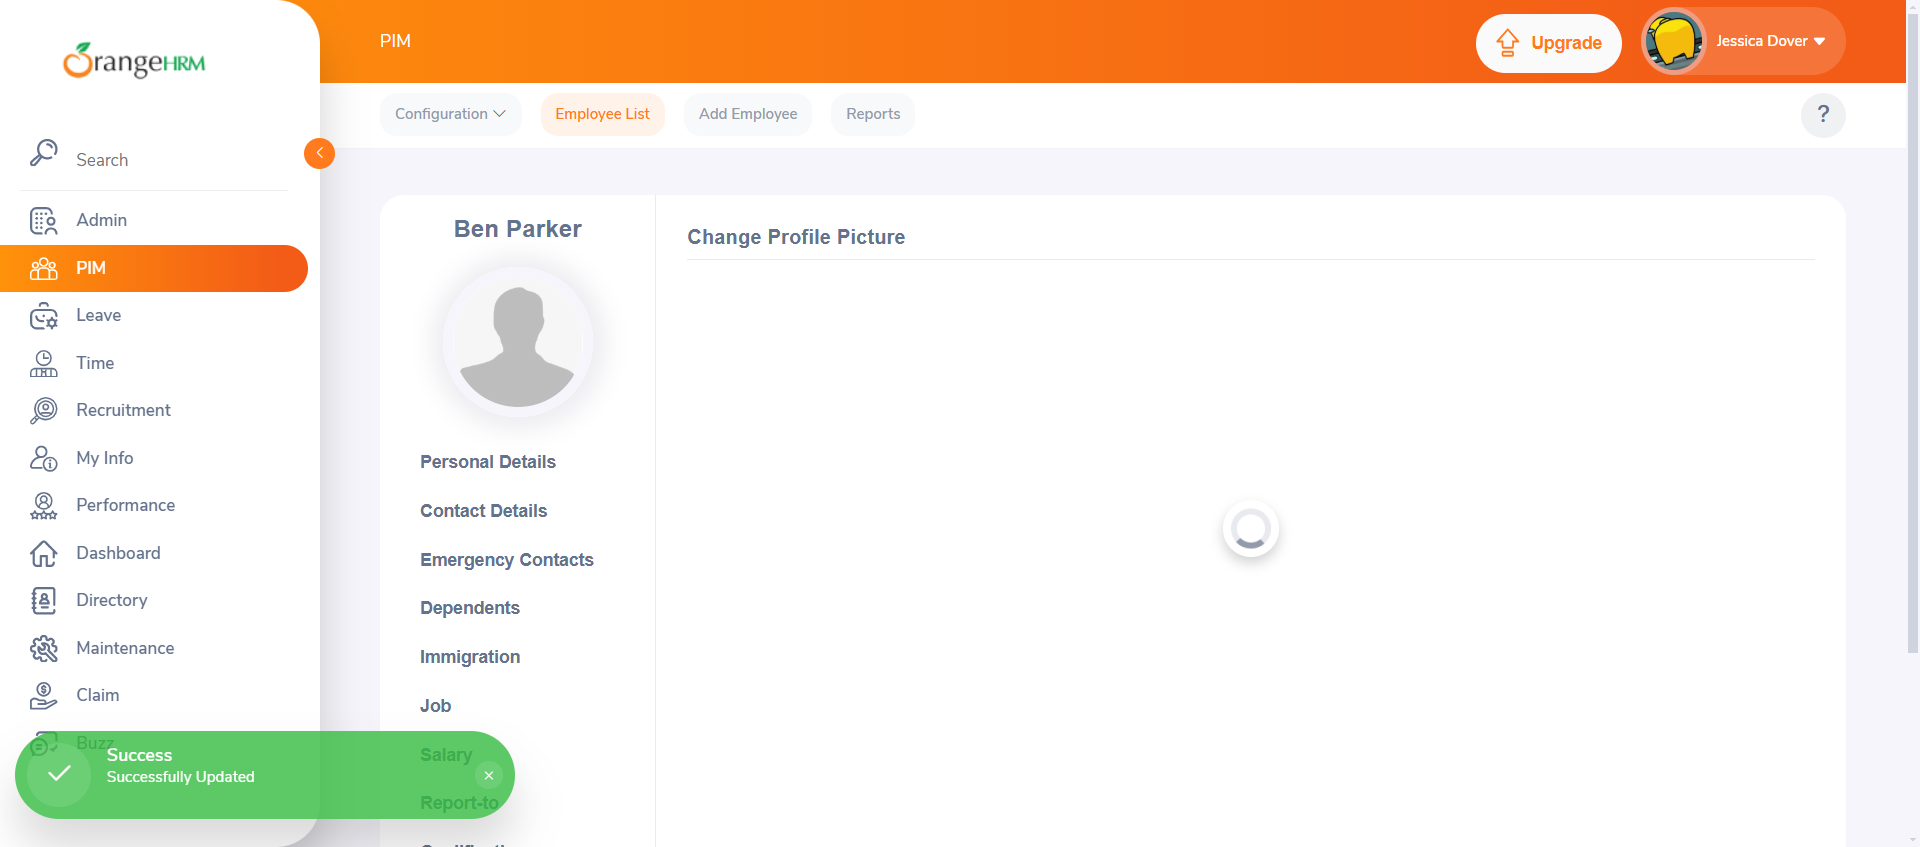 OrangeHRM
Search
Admin
PIM
Leave
Time
Recruitment
My Info
Performance
Dashboard
Directory
Maintenance
Claim
Buzz
PIM
Upgrade
Jessica Dover
Configuration
Employee List
Add Employee
Reports
?
Ben Parker
Personal Details
Contact Details
Emergency Contacts
Dependents
Immigration
Job
Salary
Report-to
Change Profile Picture
Success
Successfully Updated